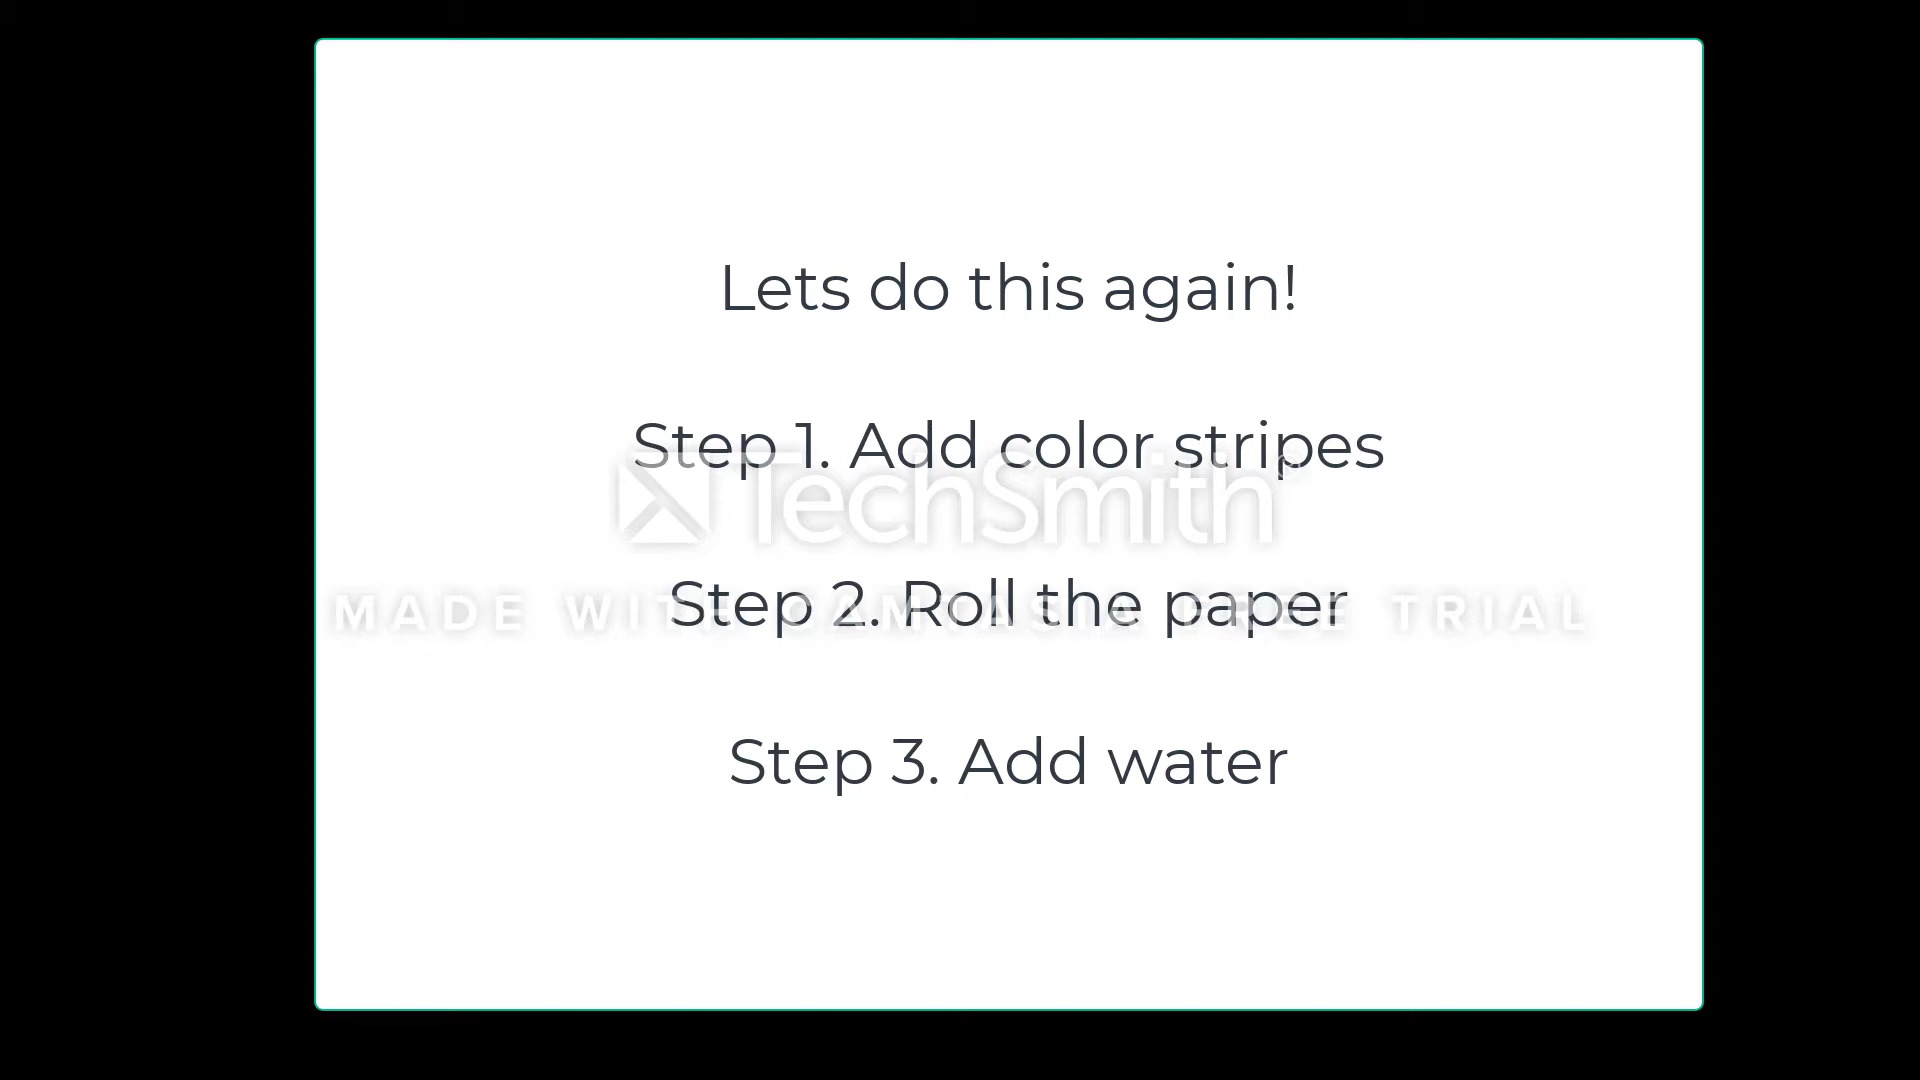 Lets do this again!
Step 1. Add color stripes
TechSmith
Step 2. Roll the paper
MADE WITH CAMTASIA FREE TRIAL
Step 3. Add water